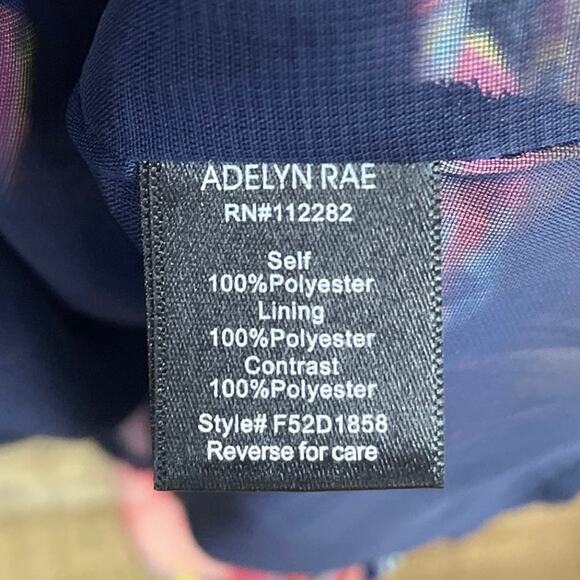 ADELYN RAE
RN#112282
Self
100%Polyester
Lining
100%Polyester
Contrast
100%Polyester
Style# F52D1858
Reverse for care